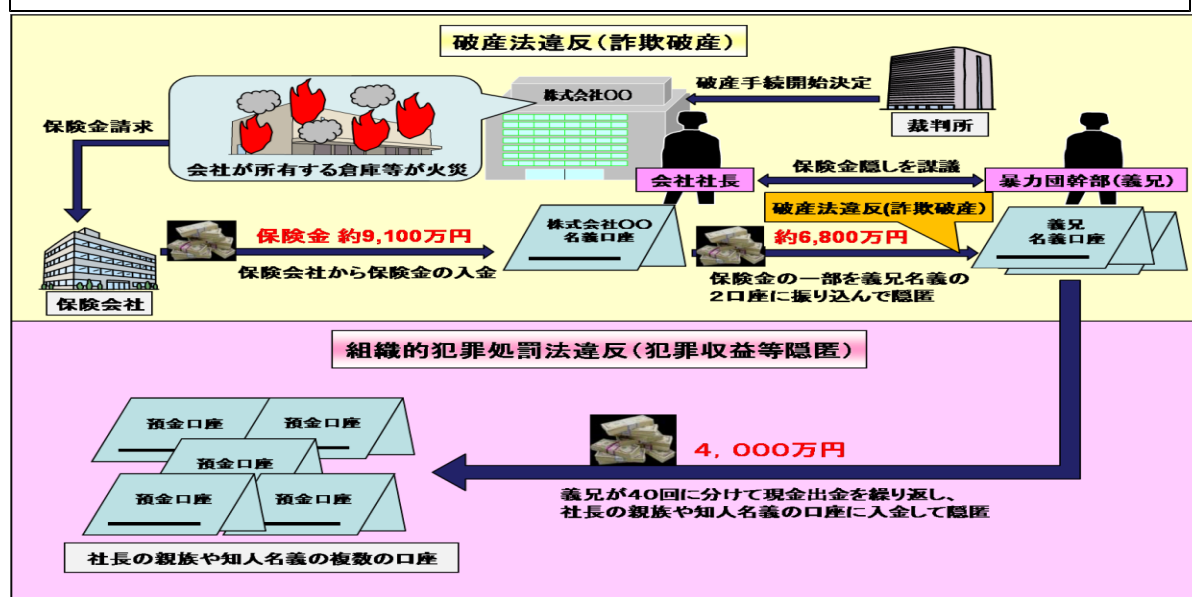 破産法違反(詐欺破産)
株式会社○○
破産手続開始決定
裁判所
保険金請求
会社が所有する倉庫等が火災
会社社長
保険金隠しを謀議
暴力団幹部(義兄)
破産法違反(詐欺破産)
保険金 約9,100万円
保険会社から保険金の入金
株式会社○○
名義口座
約6,800万円
義兄
名義口座
保険金の一部を義兄名義の
2口座に振り込んで隠匿
保険会社
組織的犯罪処罰法違反(犯罪収益等隠匿)
預金口座
預金口座
預金口座
預金口座
預金口座
4,000万円
義兄が40回に分けて現金出金を繰り返し、
社長の親族や知人名義の口座に入金して隠匿
社長の親族や知人名義の複数の口座